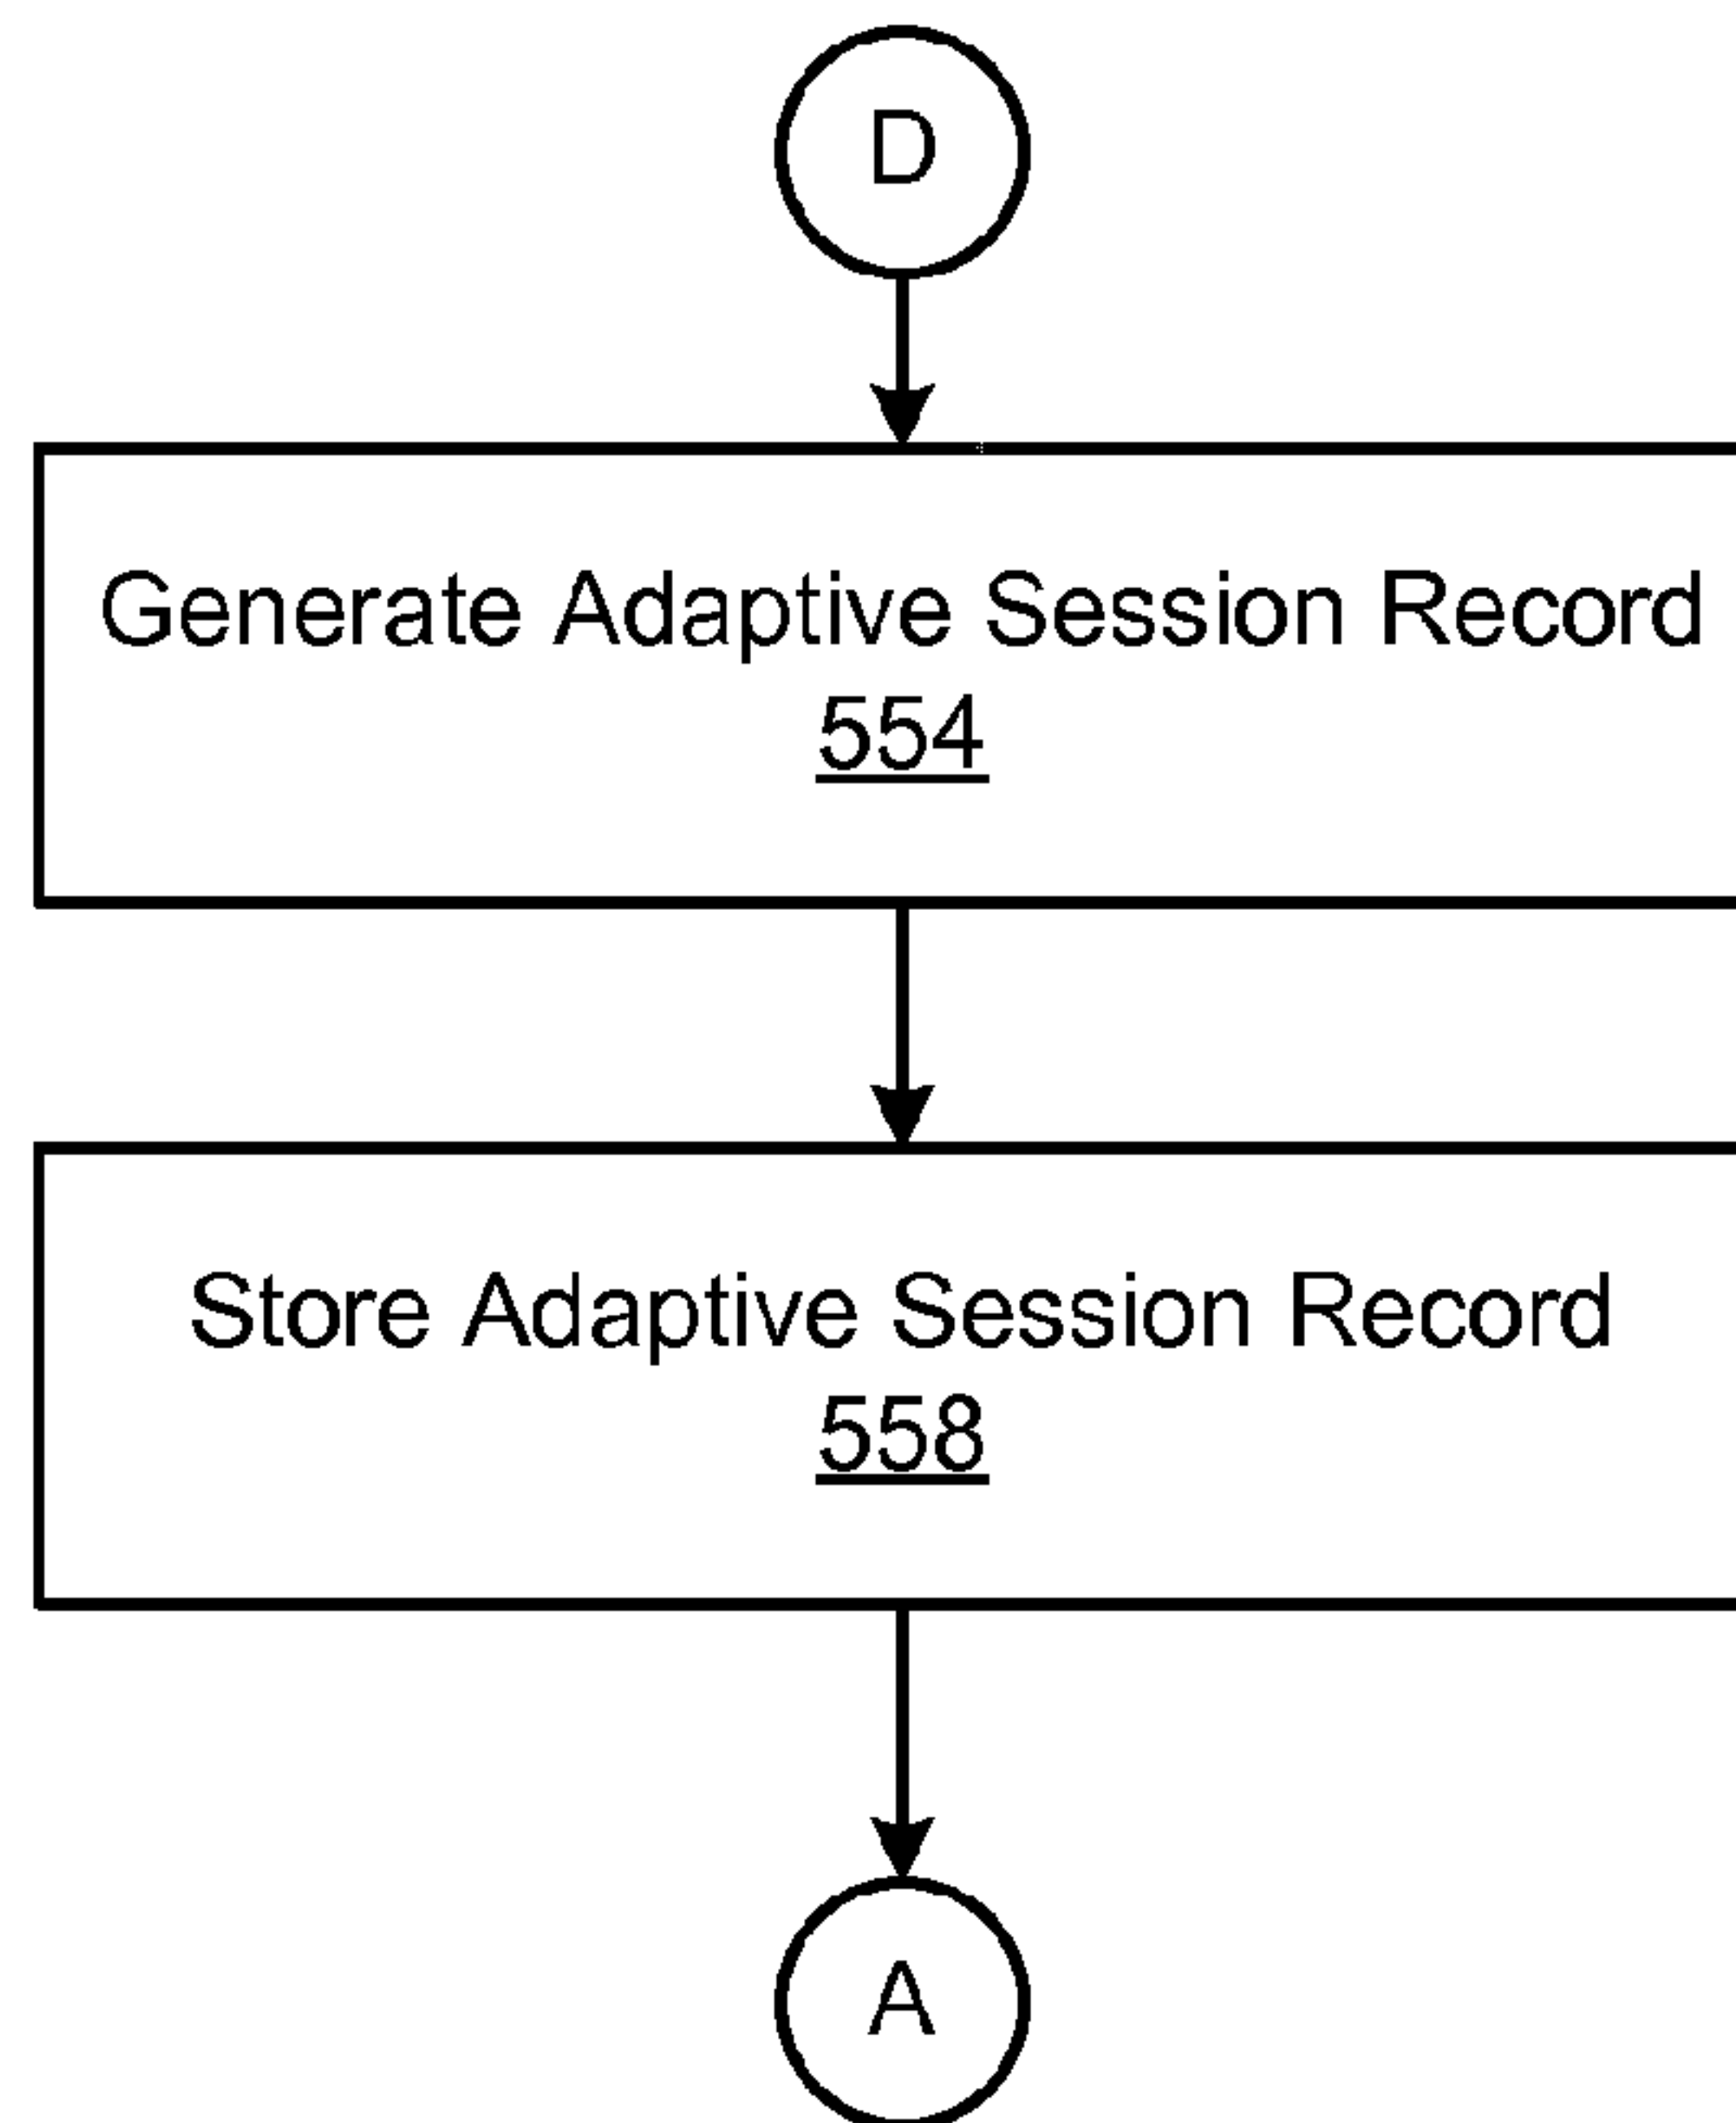 D
Generate Adaptive Session Record
554
Store Adaptive Session Record
558
A